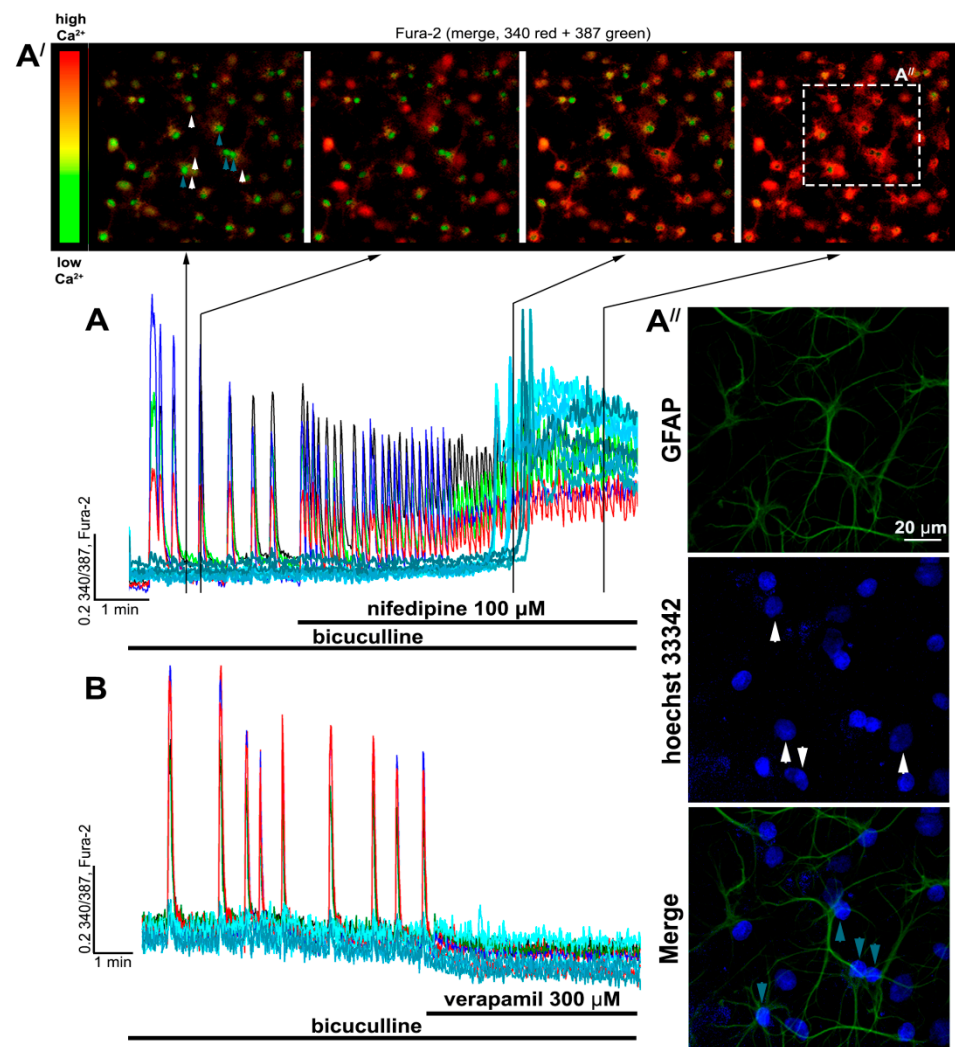 high
Ca²⁺
Fura-2 (merge, 340 red + 387 green)
A/
A//
low
Ca²⁺
A
0.2 340/387, Fura-2
1 min
nifedipine 100 µM
bicuculline
B
0.2 340/387, Fura-2
1 min
verapamil 300 µM
bicuculline
A//
GFAP
20 µm
hoechst 33342
Merge